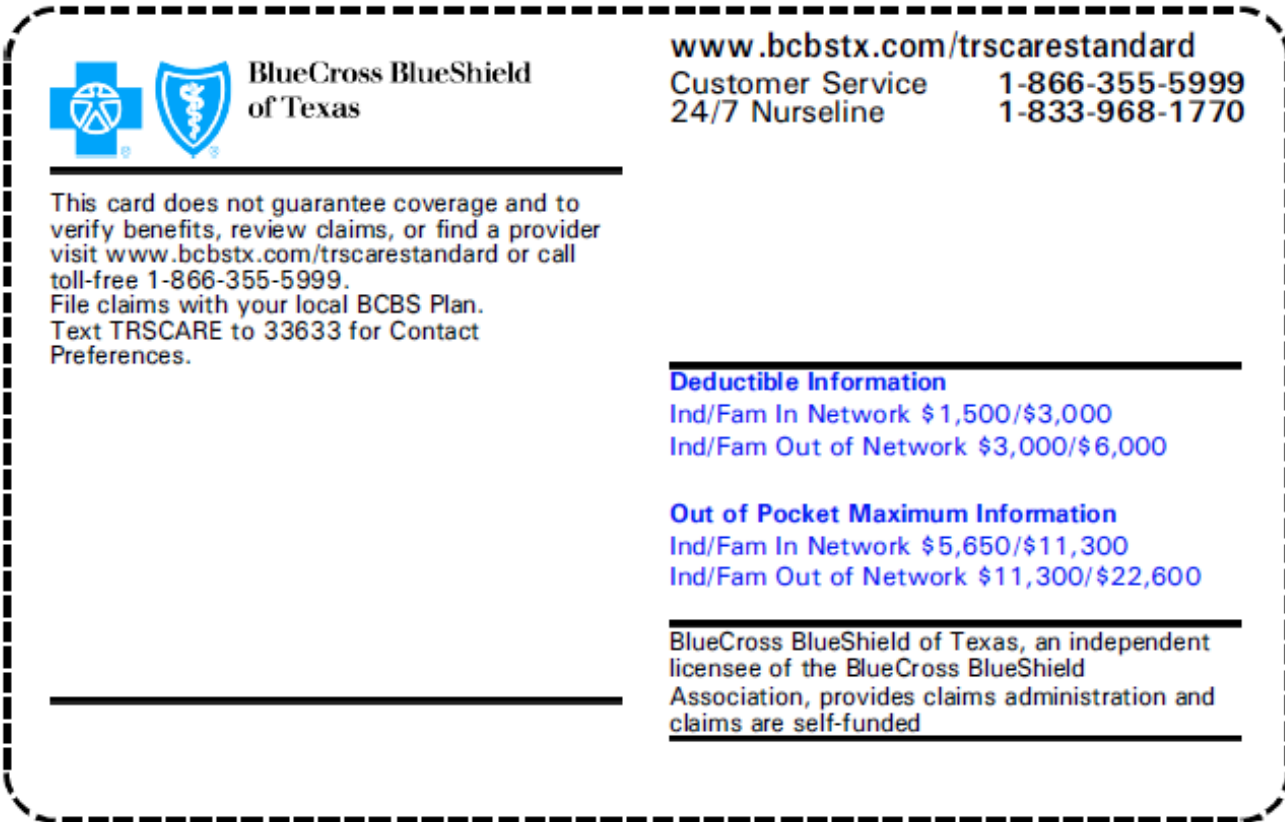 BlueCross BlueShield
of Texas
This card does not guarantee coverage and to
verify benefits, review claims, or find a provider
visit www.bcbstx.com/trscarestandard or call
toll-free 1-866-355-5999.
File claims with your local BCBS Plan.
Text TRSCARE to 33633 for Contact
Preferences.
www.bcbstx.com/trscarestandard
Customer Service 1-866-355-5999
24/7 Nurseline 1-833-968-1770
Deductible Information
Ind/Fam In Network $1,500/$3,000
Ind/Fam Out of Network $3,000/$6,000
Out of Pocket Maximum Information
Ind/Fam In Network $5,650/$11,300
Ind/Fam Out of Network $11,300/$22,600
BlueCross BlueShield of Texas, an independent
licensee of the BlueCross BlueShield
Association, provides claims administration and
claims are self-funded